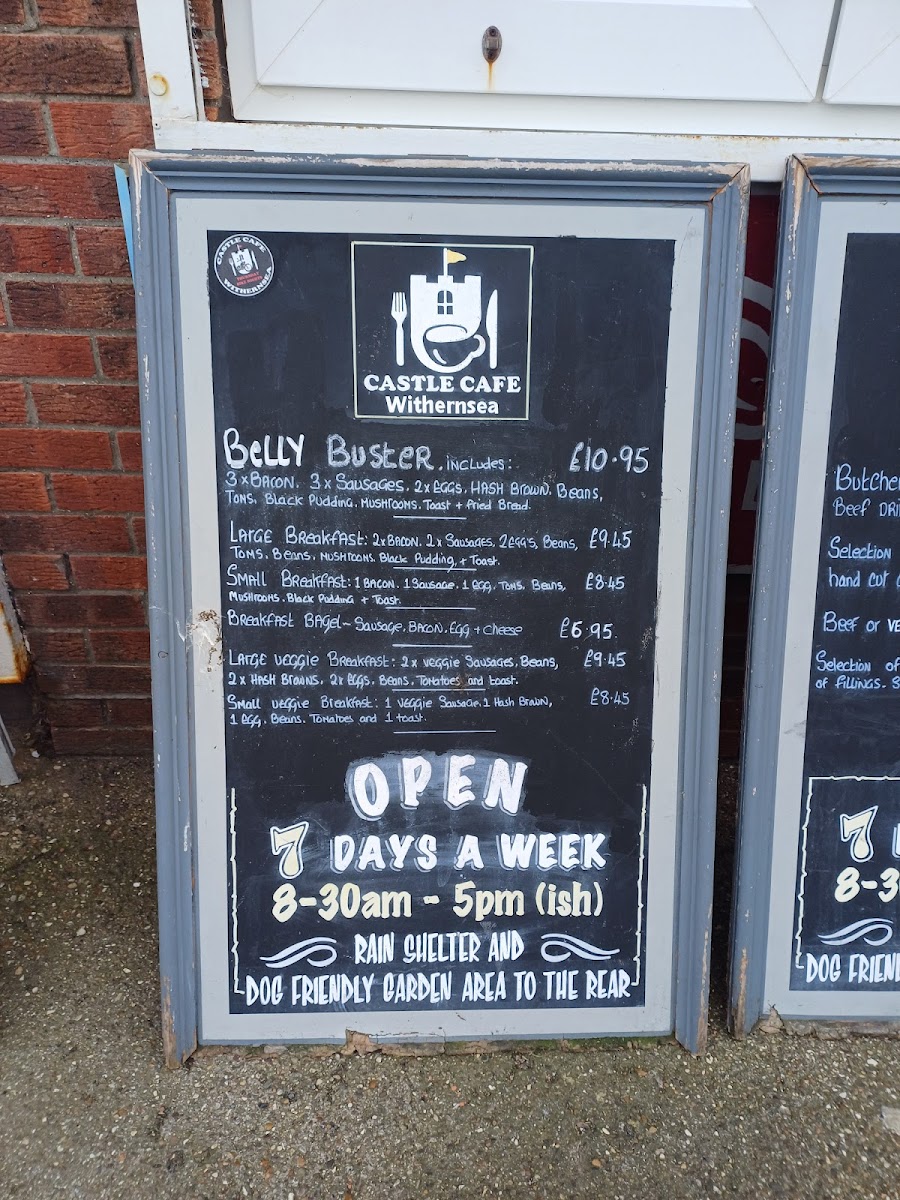 CASTLE CAFE
WITHERNSEA
CASTLE CAFE
Withernsea
BELLY BUSTER. INCLUDES: £10.95
3 x BACON. 3 x SAUSAGES. 2 x EGGS. HASH BROWN. Beans,
TOMS. Black Pudding. MUSHROOMS. Toast + Fried Bread.
LARGE BREAKFAST: 2 x BACON. 2 x SAUSAGES, 2 EGGS, BEANS, £9.45
TOMS. Beans. MUSHROOMS. Black Pudding, + Toast.
SMALL BREAKFAST: 1 BACON. 1 Sausage. 1 Egg, TOMS. Beans, £8.45
MUSHROOMS. Black Pudding + Toast.
BREAKFAST BAGEL~ SAUSAGE. BACON. Egg + Cheese £6.95
LARGE VEGGIE BREAKFAST: 2 x veggie Sausages, Beans, £9.45
2 x HASH BROWNS. 2 x EGGS. Beans. Tomatoes and toast.
Small veggie Breakfast: 1 VEGGIE Sausage. 1 Hash Brown, £8.45
1 Egg. Beans. Tomatoes and 1 toast.
OPEN
7 DAYS A WEEK
8-30am - 5pm (ish)
RAIN SHELTER AND
DOG FRIENDLY GARDEN AREA TO THE REAR
Butche
Beef DRI
Selection
hand cut
Beef or VE
Selection of
of fillings. S
7
8-3
DOG FRIEN